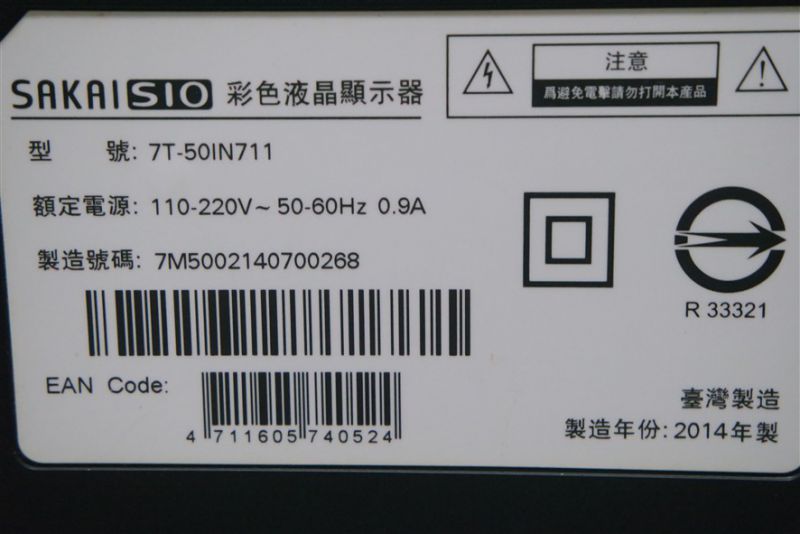 SAKAI SIO 彩色液晶顯示器
注意
爲避免電擊請勿打開本產品
型 號: 7T-50IN711
額定電源: 110-220V~ 50-60Hz 0.9A
製造號碼: 7M5002140700268
R 33321
EAN Code:
4 711605 740524
臺灣製造
製造年份: 2014年製